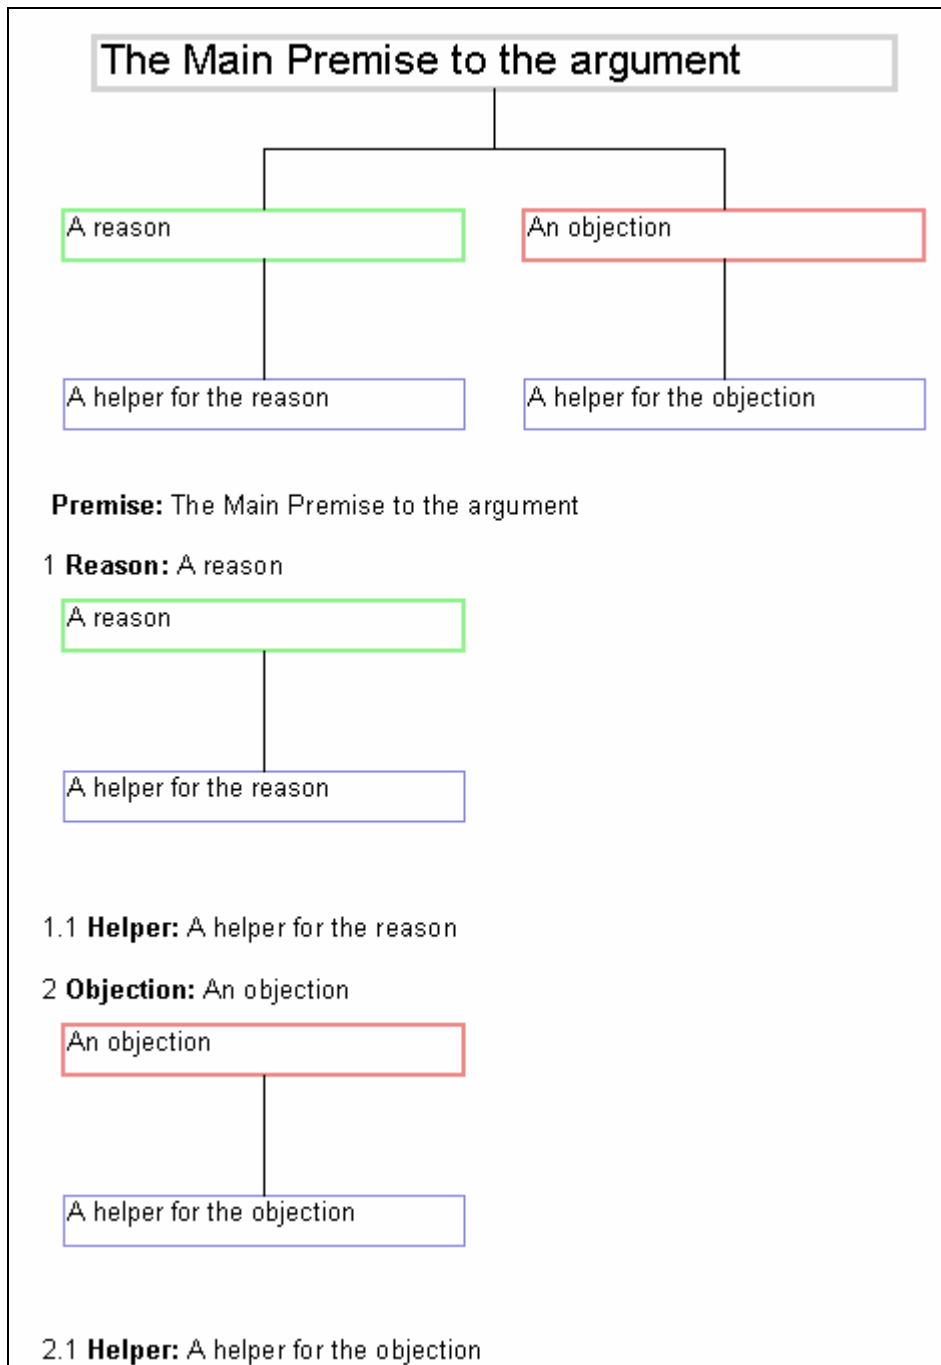 The Main Premise to the argument
A reason
An objection
A helper for the reason
A helper for the objection
Premise: The Main Premise to the argument
1 Reason: A reason
A reason
A helper for the reason
1.1 Helper: A helper for the reason
2 Objection: An objection
An objection
A helper for the objection
2.1 Helper: A helper for the objection